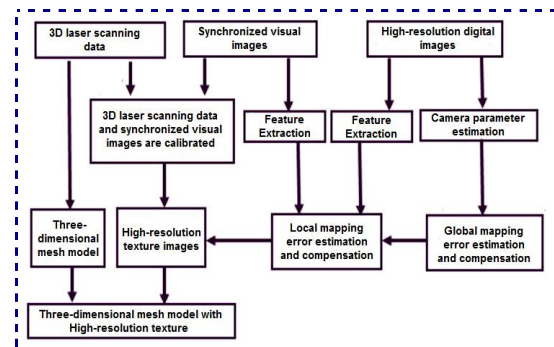 3D laser scanning
data
Synchronized visual
images
High-resolution digital
images
3D laser scanning data
and synchronized visual
images are calibrated
Feature
Extraction
Feature
Extraction
Camera parameter
estimation
Three-
dimensional
mesh model
High-resolution
texture images
Local mapping
error estimation
and compensation
Global mapping
error estimation
and compensation
Three-dimensional mesh model with
High-resolution texture